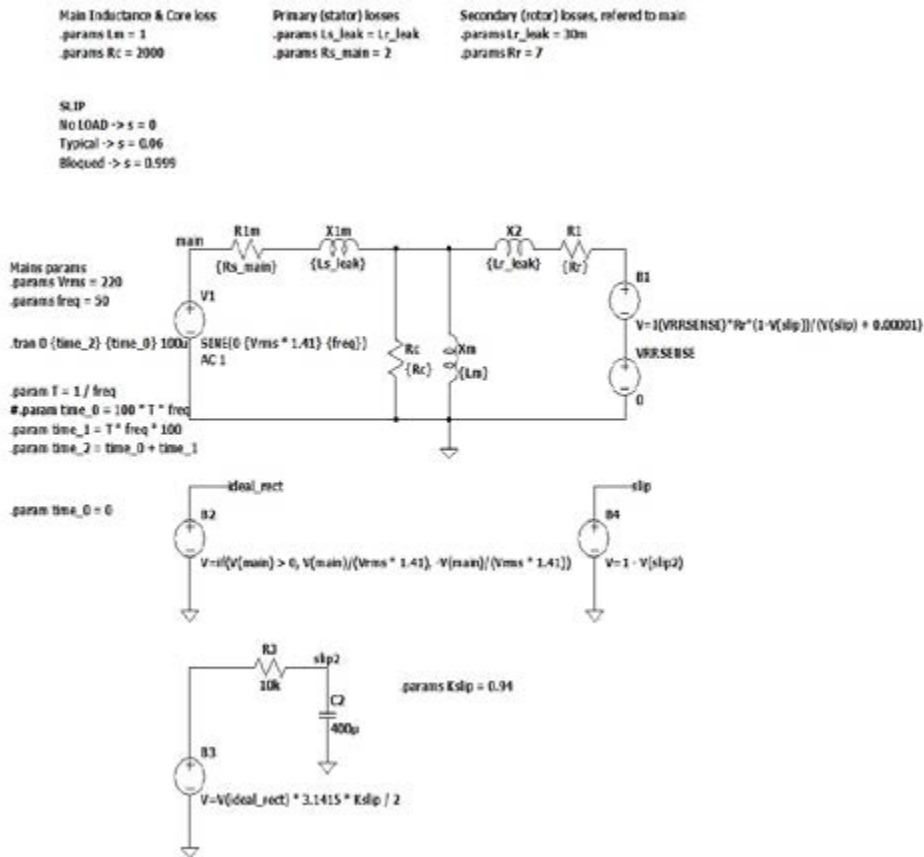 Main Inductance & Core loss
.params Lm = 1
.params Rc = 2000
Primary (stator) losses
.params Ls_leak = Lr_leak
.params Rs_main = 2
Secondary (rotor) losses, refered to main
.params Lr_leak = 30m
.params Rr = 7
SLIP
No LOAD -> s = 0
Typical -> s = 0.06
Bloqued -> s = 0.999
main
R1m
{Rs_main}
X1m
{Ls_leak}
X2
{Lr_leak}
R1
{Rr}
Mains params
.params Vrms = 220
.params freq = 50
V1
SINE(0 {Vrms * 1.41} {freq})
AC 1
.tran 0 {time_2} {time_0} 100u
Rc
{Rc}
Xm
{Lm}
B1
V=I(VRRSENSE)*Rr*(1-V(slip))/(V(slip) + 0.00001)
VRRSENSE
0
.param T = 1 / freq
#.param time_0 = 100 * T * freq
.param time_1 = T * freq * 100
.param time_2 = time_0 + time_1
.param time_0 = 0
ideal_rect
B2
V=if(V(main) > 0, V(main)/(Vrms * 1.41), -V(main)/(Vrms * 1.41))
slip
B4
V=1 - V(slip2)
R3
10k
slip2
C2
400µ
.params Kslip = 0.94
B3
V=V(ideal_rect) * 3.1415 * Kslip / 2